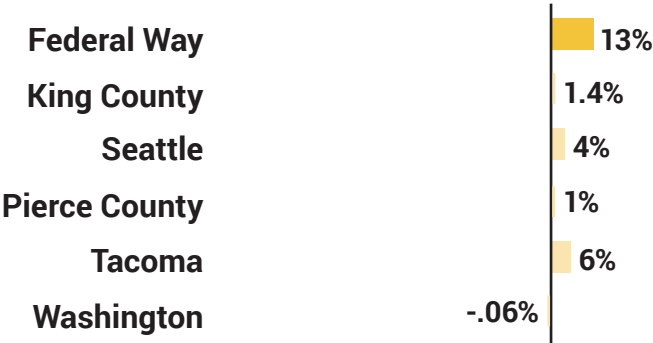 Federal Way 13%
King County 1.4%
Seattle 4%
Pierce County 1%
Tacoma 6%
Washington -.06%